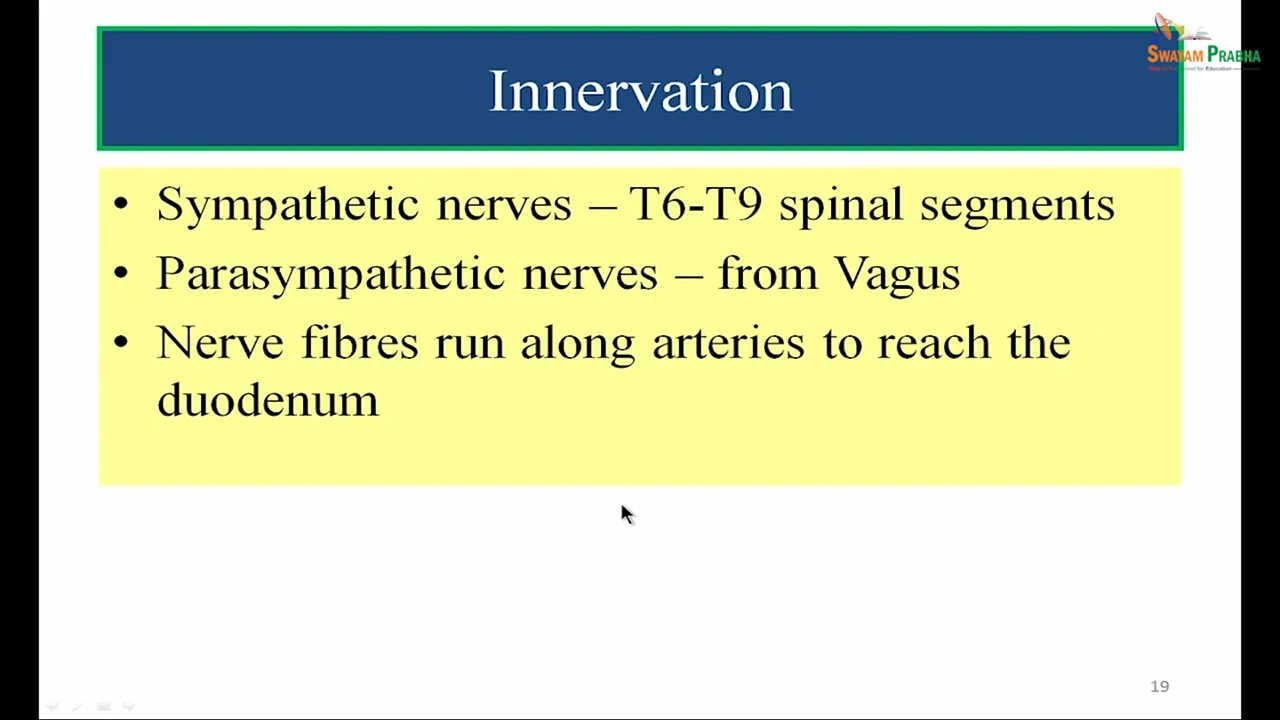 SWAYAM PRABHA
Innervation
• Sympathetic nerves – T6-T9 spinal segments
• Parasympathetic nerves – from Vagus
• Nerve fibres run along arteries to reach the
duodenum
19